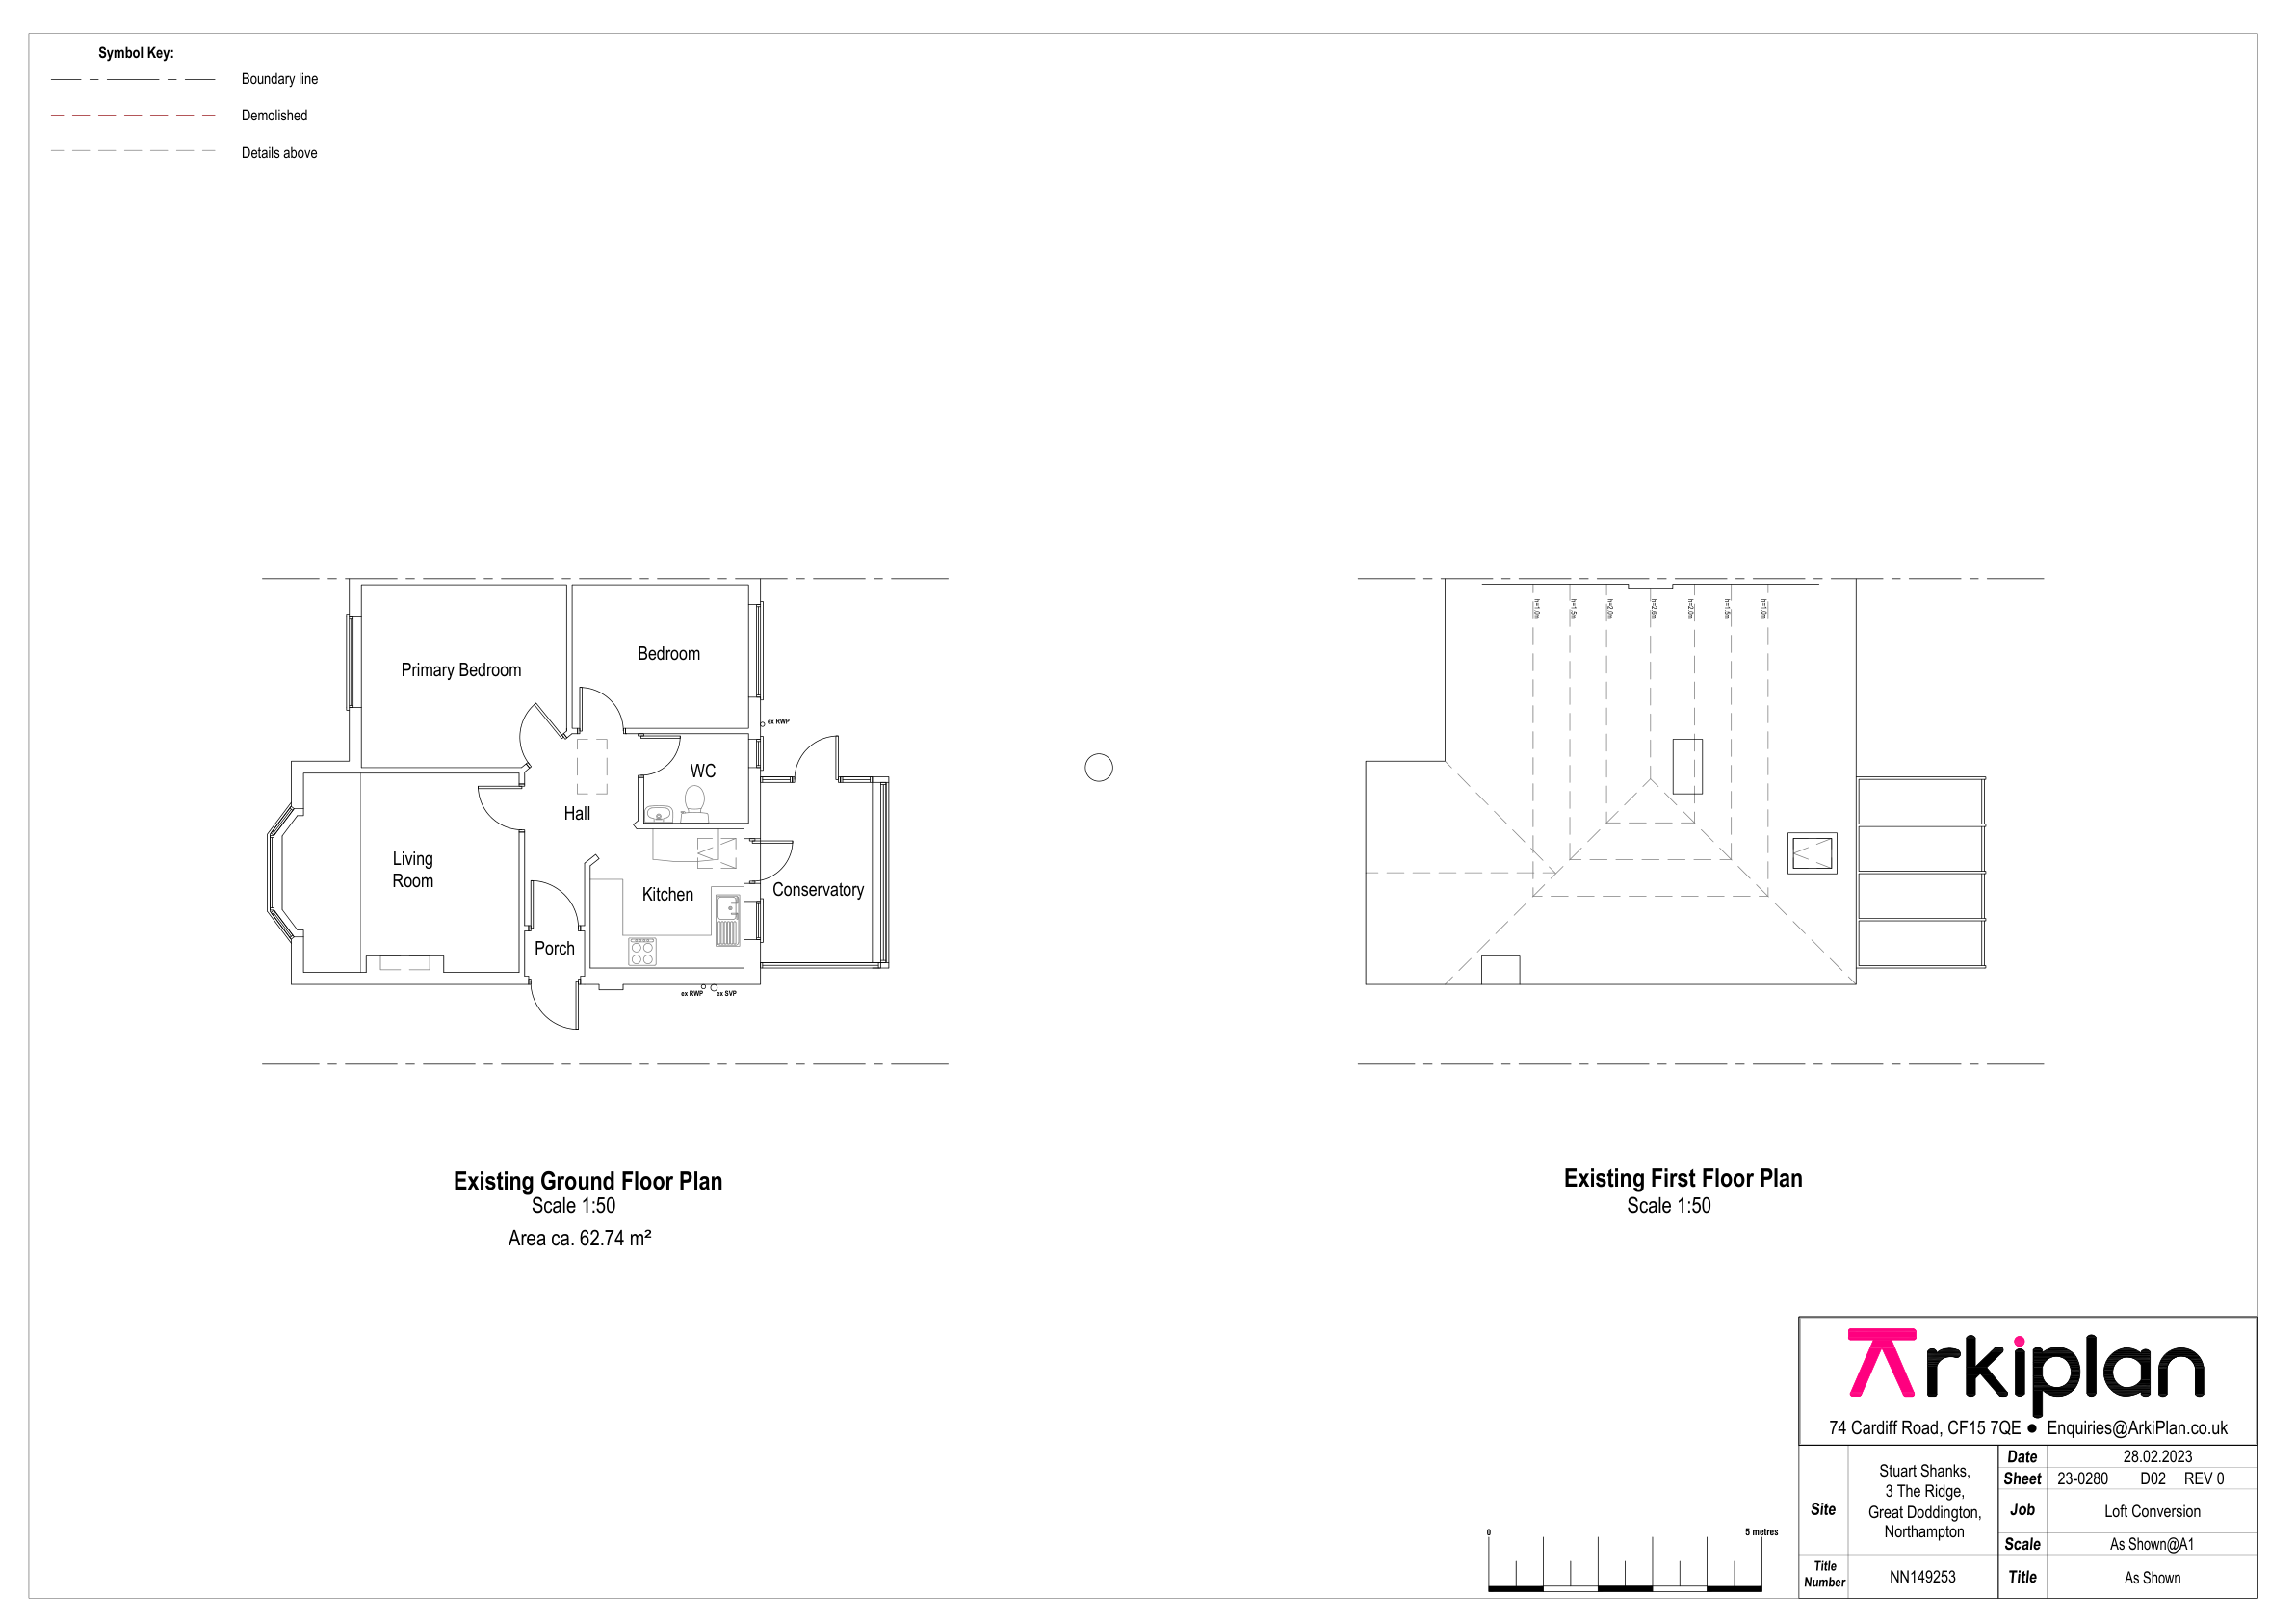 Symbol Key:
Boundary line
Demolished
Details above
Primary Bedroom
Bedroom
ex RWP
WC
Hall
Living
Room
Kitchen
Conservatory
Porch
ex RWP
ex SVP
h=1.0m
h=1.5m
h=2.0m
h=2.6m
h=2.0m
h=1.5m
h=1.0m
Existing Ground Floor Plan
Scale 1:50
Area ca. 62.74 m²
Existing First Floor Plan
Scale 1:50
0
5 metres
Arkiplan
74 Cardiff Road, CF15 7QE ● Enquiries@ArkiPlan.co.uk
Site
Stuart Shanks,
3 The Ridge,
Great Doddington,
Northampton
Title
Number
NN149253
Date 28.02.2023
Sheet 23-0280 D02 REV 0
Job Loft Conversion
Scale As Shown@A1
Title As Shown